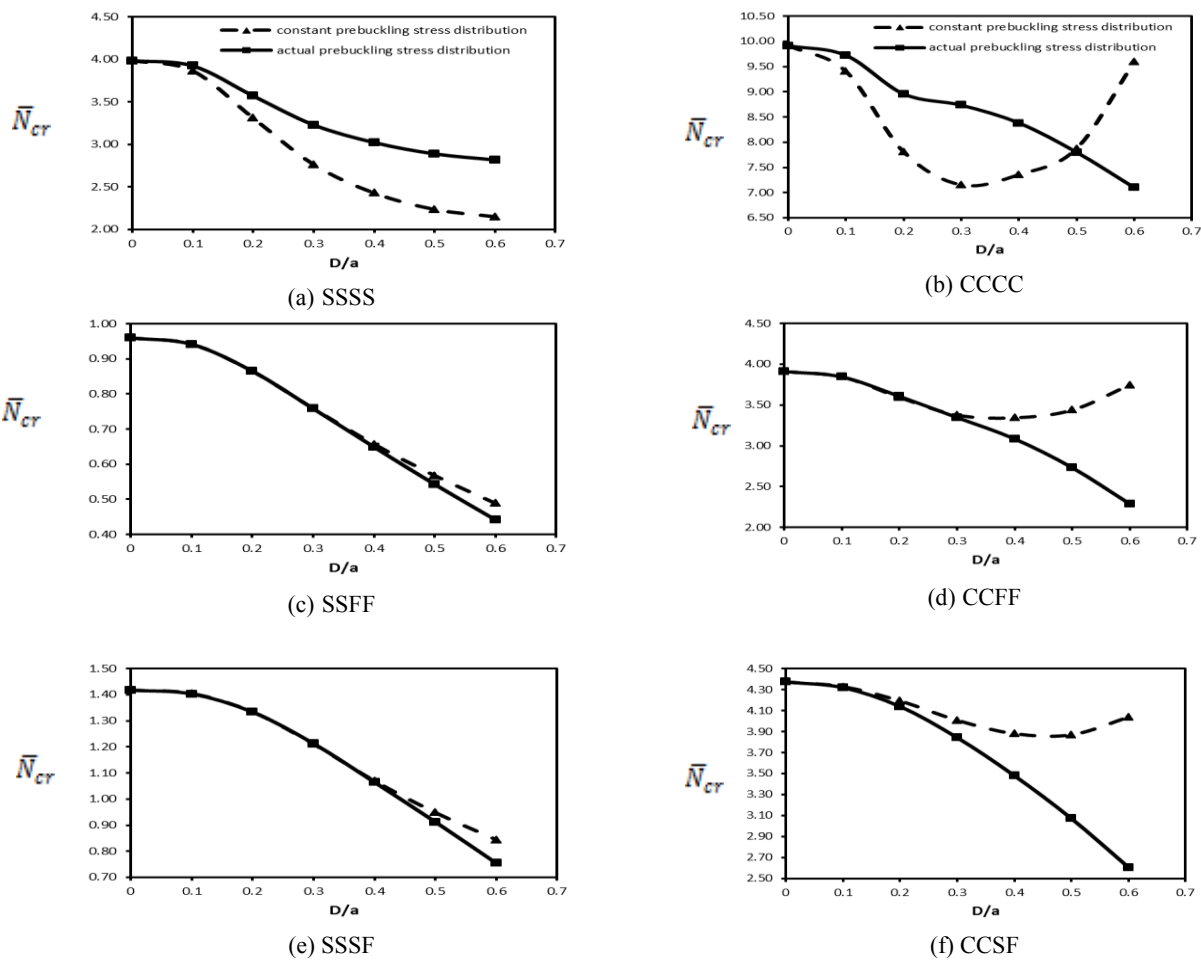 4.50
4.00
3.50
3.00
2.50
2.00
N̅cr
constant prebuckling stress distribution
actual prebuckling stress distribution
0 0.1 0.2 0.3 0.4 0.5 0.6 0.7
D/a
(a) SSSS
10.50
10.00
9.50
9.00
8.50
8.00
7.50
7.00
6.50
N̅cr
constant prebuckling stress distribution
actual prebuckling stress distribution
0 0.1 0.2 0.3 0.4 0.5 0.6 0.7
D/a
(b) CCCC
1.00
0.90
0.80
0.70
0.60
0.50
0.40
N̅cr
0 0.1 0.2 0.3 0.4 0.5 0.6 0.7
D/a
(c) SSFF
4.50
4.00
3.50
3.00
2.50
2.00
N̅cr
0 0.1 0.2 0.3 0.4 0.5 0.6 0.7
D/a
(d) CCFF
1.50
1.40
1.30
1.20
1.10
1.00
0.90
0.80
0.70
N̅cr
0 0.1 0.2 0.3 0.4 0.5 0.6 0.7
D/a
(e) SSSF
4.50
4.30
4.10
3.90
3.70
3.50
3.30
3.10
2.90
2.70
2.50
N̅cr
0 0.1 0.2 0.3 0.4 0.5 0.6 0.7
D/a
(f) CCSF